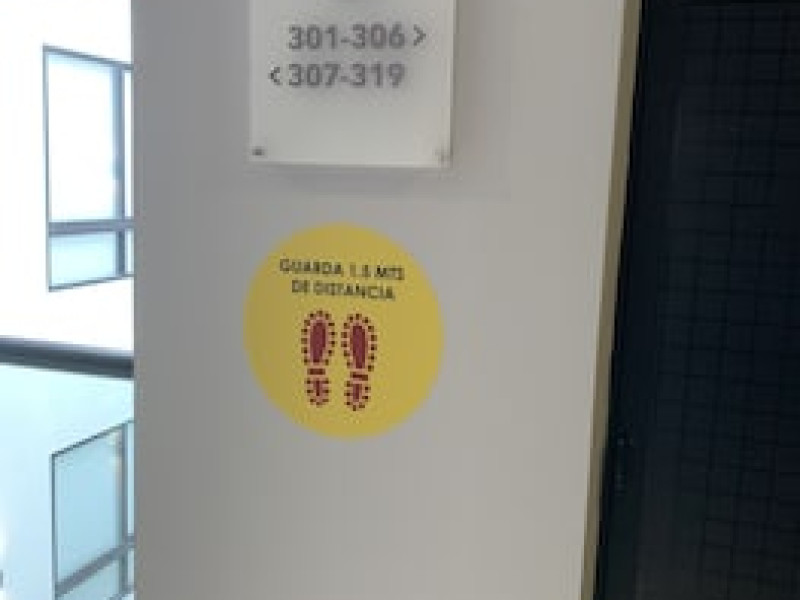 301-306 >
< 307-319
GUARDA 1.5 MTS
DE DISTANCIA